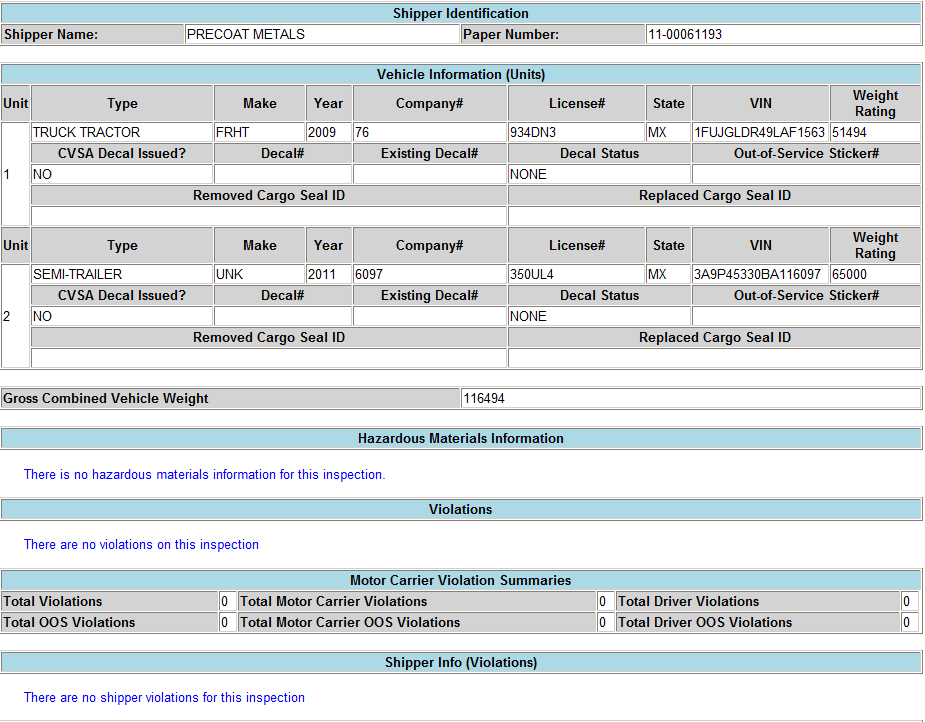 Shipper Identification
Shipper Name: PRECOAT METALS Paper Number: 11-00061193
Vehicle Information (Units)
Unit Type Make Year Company# License# State VIN Weight Rating
1 TRUCK TRACTOR FRHT 2009 76 934DN3 MX 1FUJGLDR49LAF1563 51494
CVSA Decal Issued? Decal# Existing Decal# Decal Status Out-of-Service Sticker#
NO NONE
Removed Cargo Seal ID Replaced Cargo Seal ID
Unit Type Make Year Company# License# State VIN Weight Rating
2 SEMI-TRAILER UNK 2011 6097 350UL4 MX 3A9P45330BA116097 65000
CVSA Decal Issued? Decal# Existing Decal# Decal Status Out-of-Service Sticker#
NO NONE
Removed Cargo Seal ID Replaced Cargo Seal ID
Gross Combined Vehicle Weight 116494
Hazardous Materials Information
There is no hazardous materials information for this inspection.
Violations
There are no violations on this inspection
Motor Carrier Violation Summaries
Total Violations 0 Total Motor Carrier Violations 0 Total Driver Violations 0
Total OOS Violations 0 Total Motor Carrier OOS Violations 0 Total Driver OOS Violations 0
Shipper Info (Violations)
There are no shipper violations for this inspection